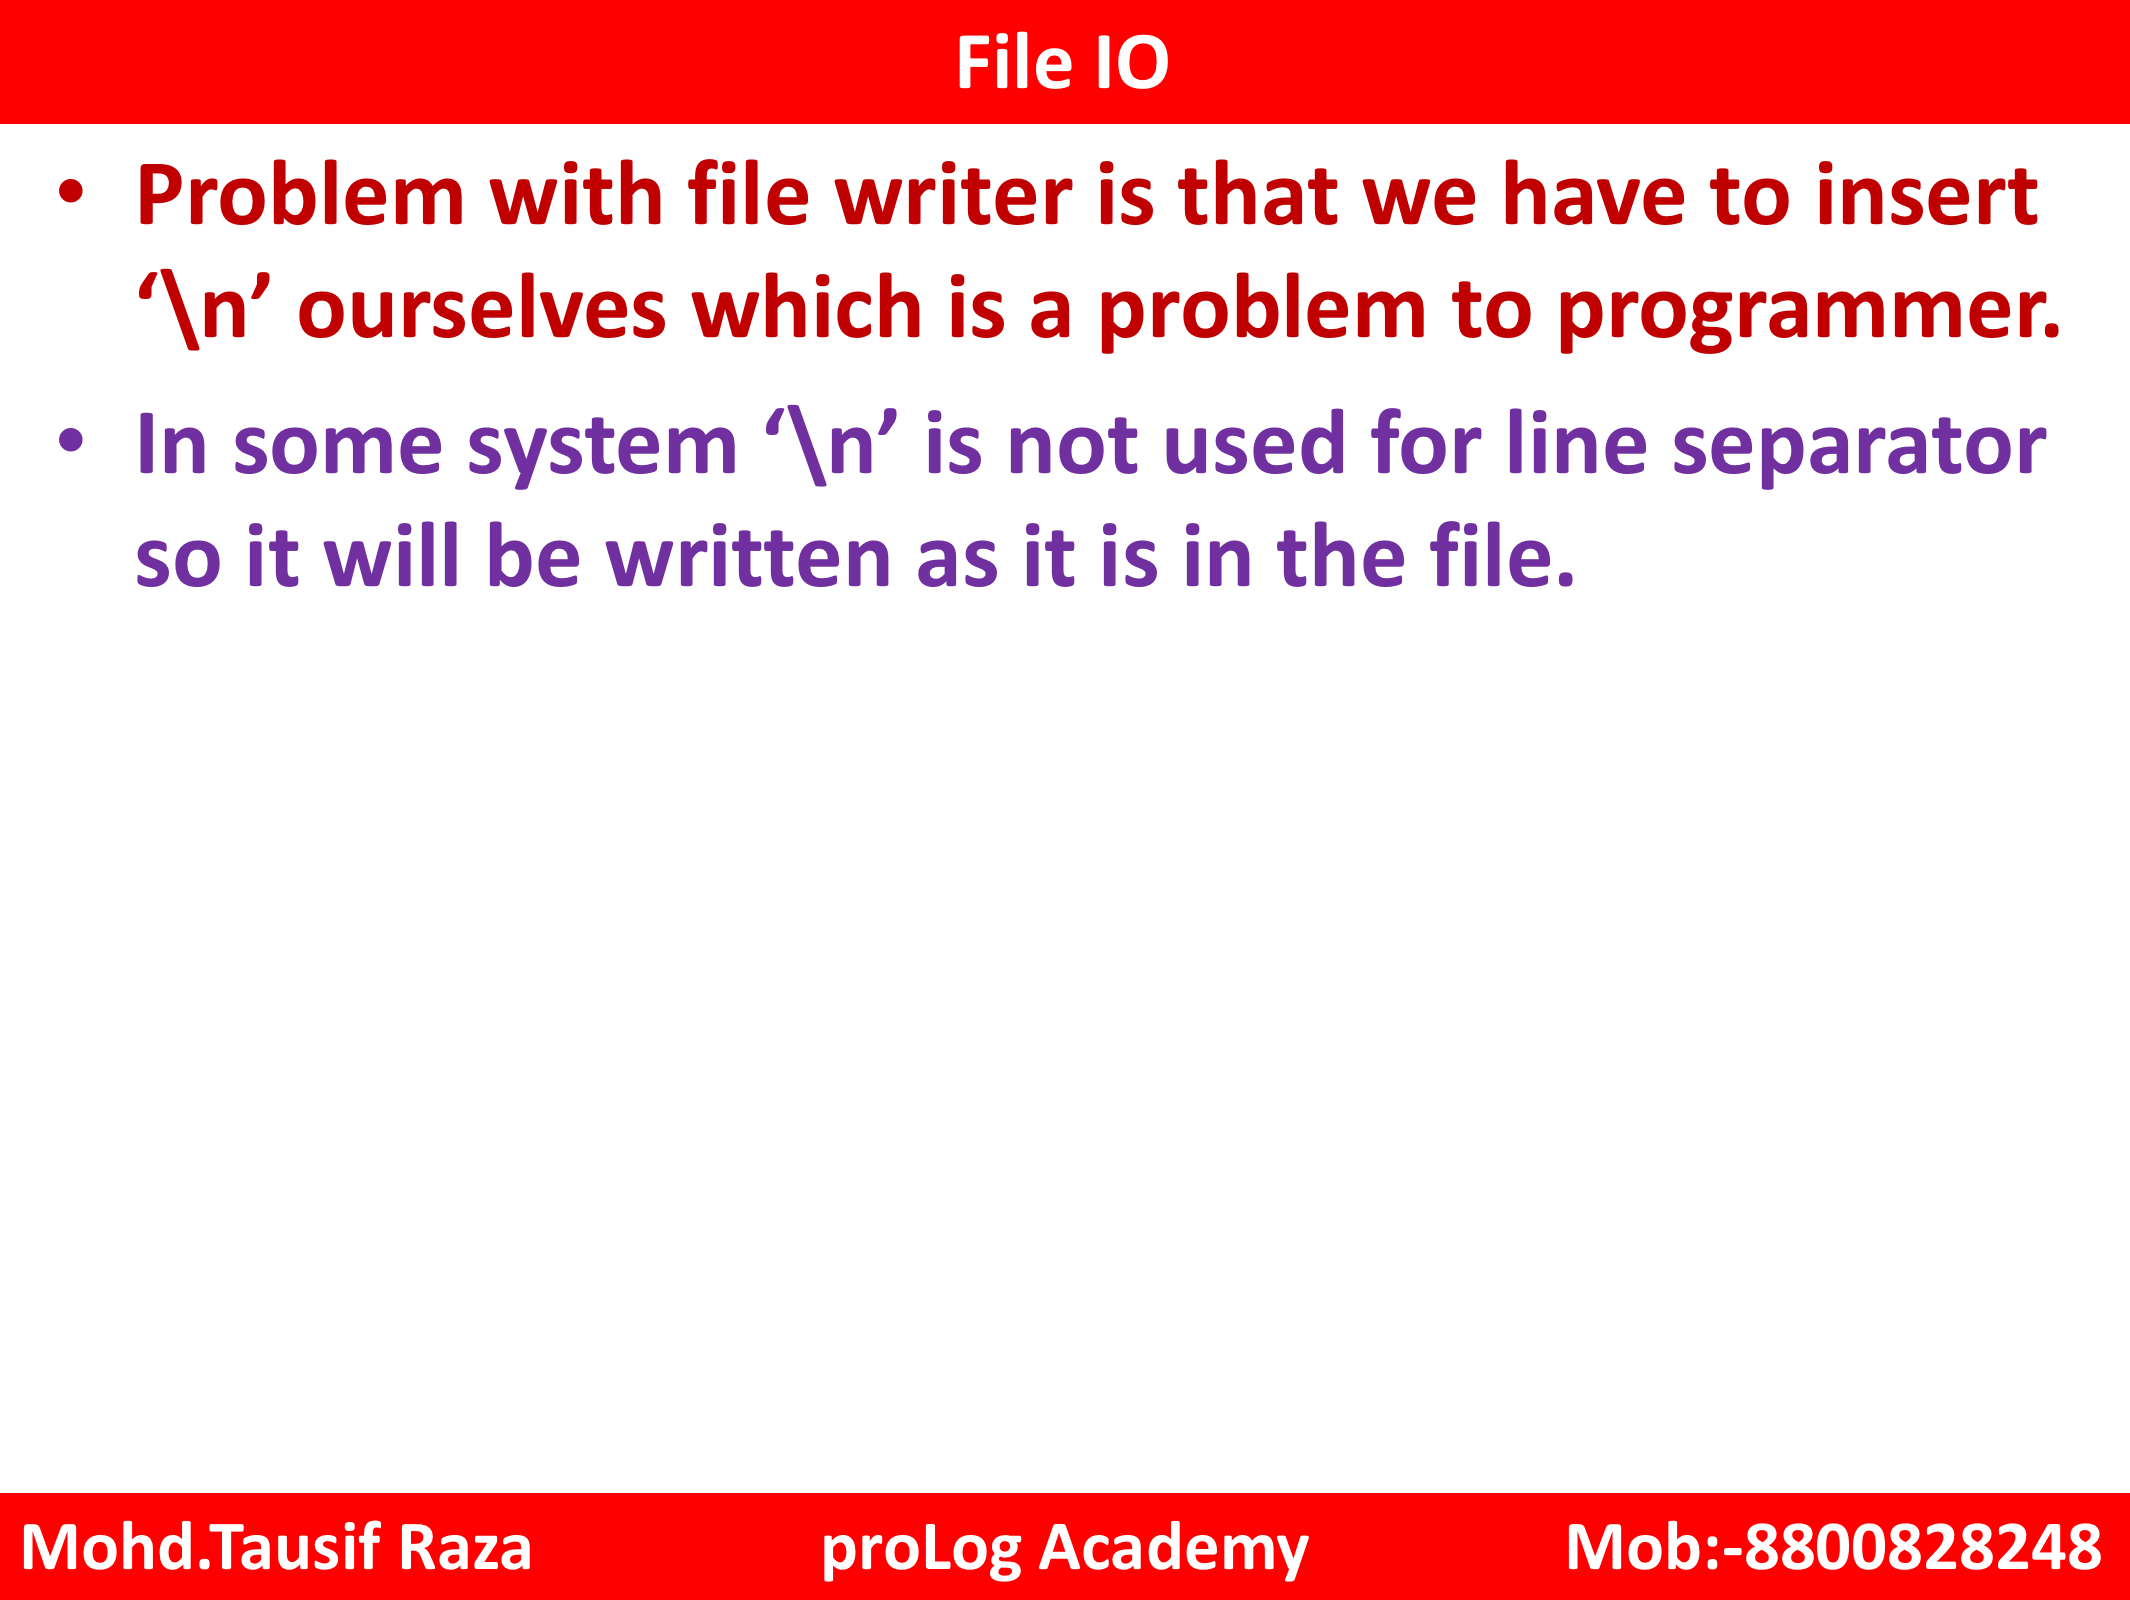 File IO
• Problem with file writer is that we have to insert
‘\n’ ourselves which is a problem to programmer.
• In some system ‘\n’ is not used for line separator
so it will be written as it is in the file.
Mohd.Tausif Raza proLog Academy Mob:-8800828248